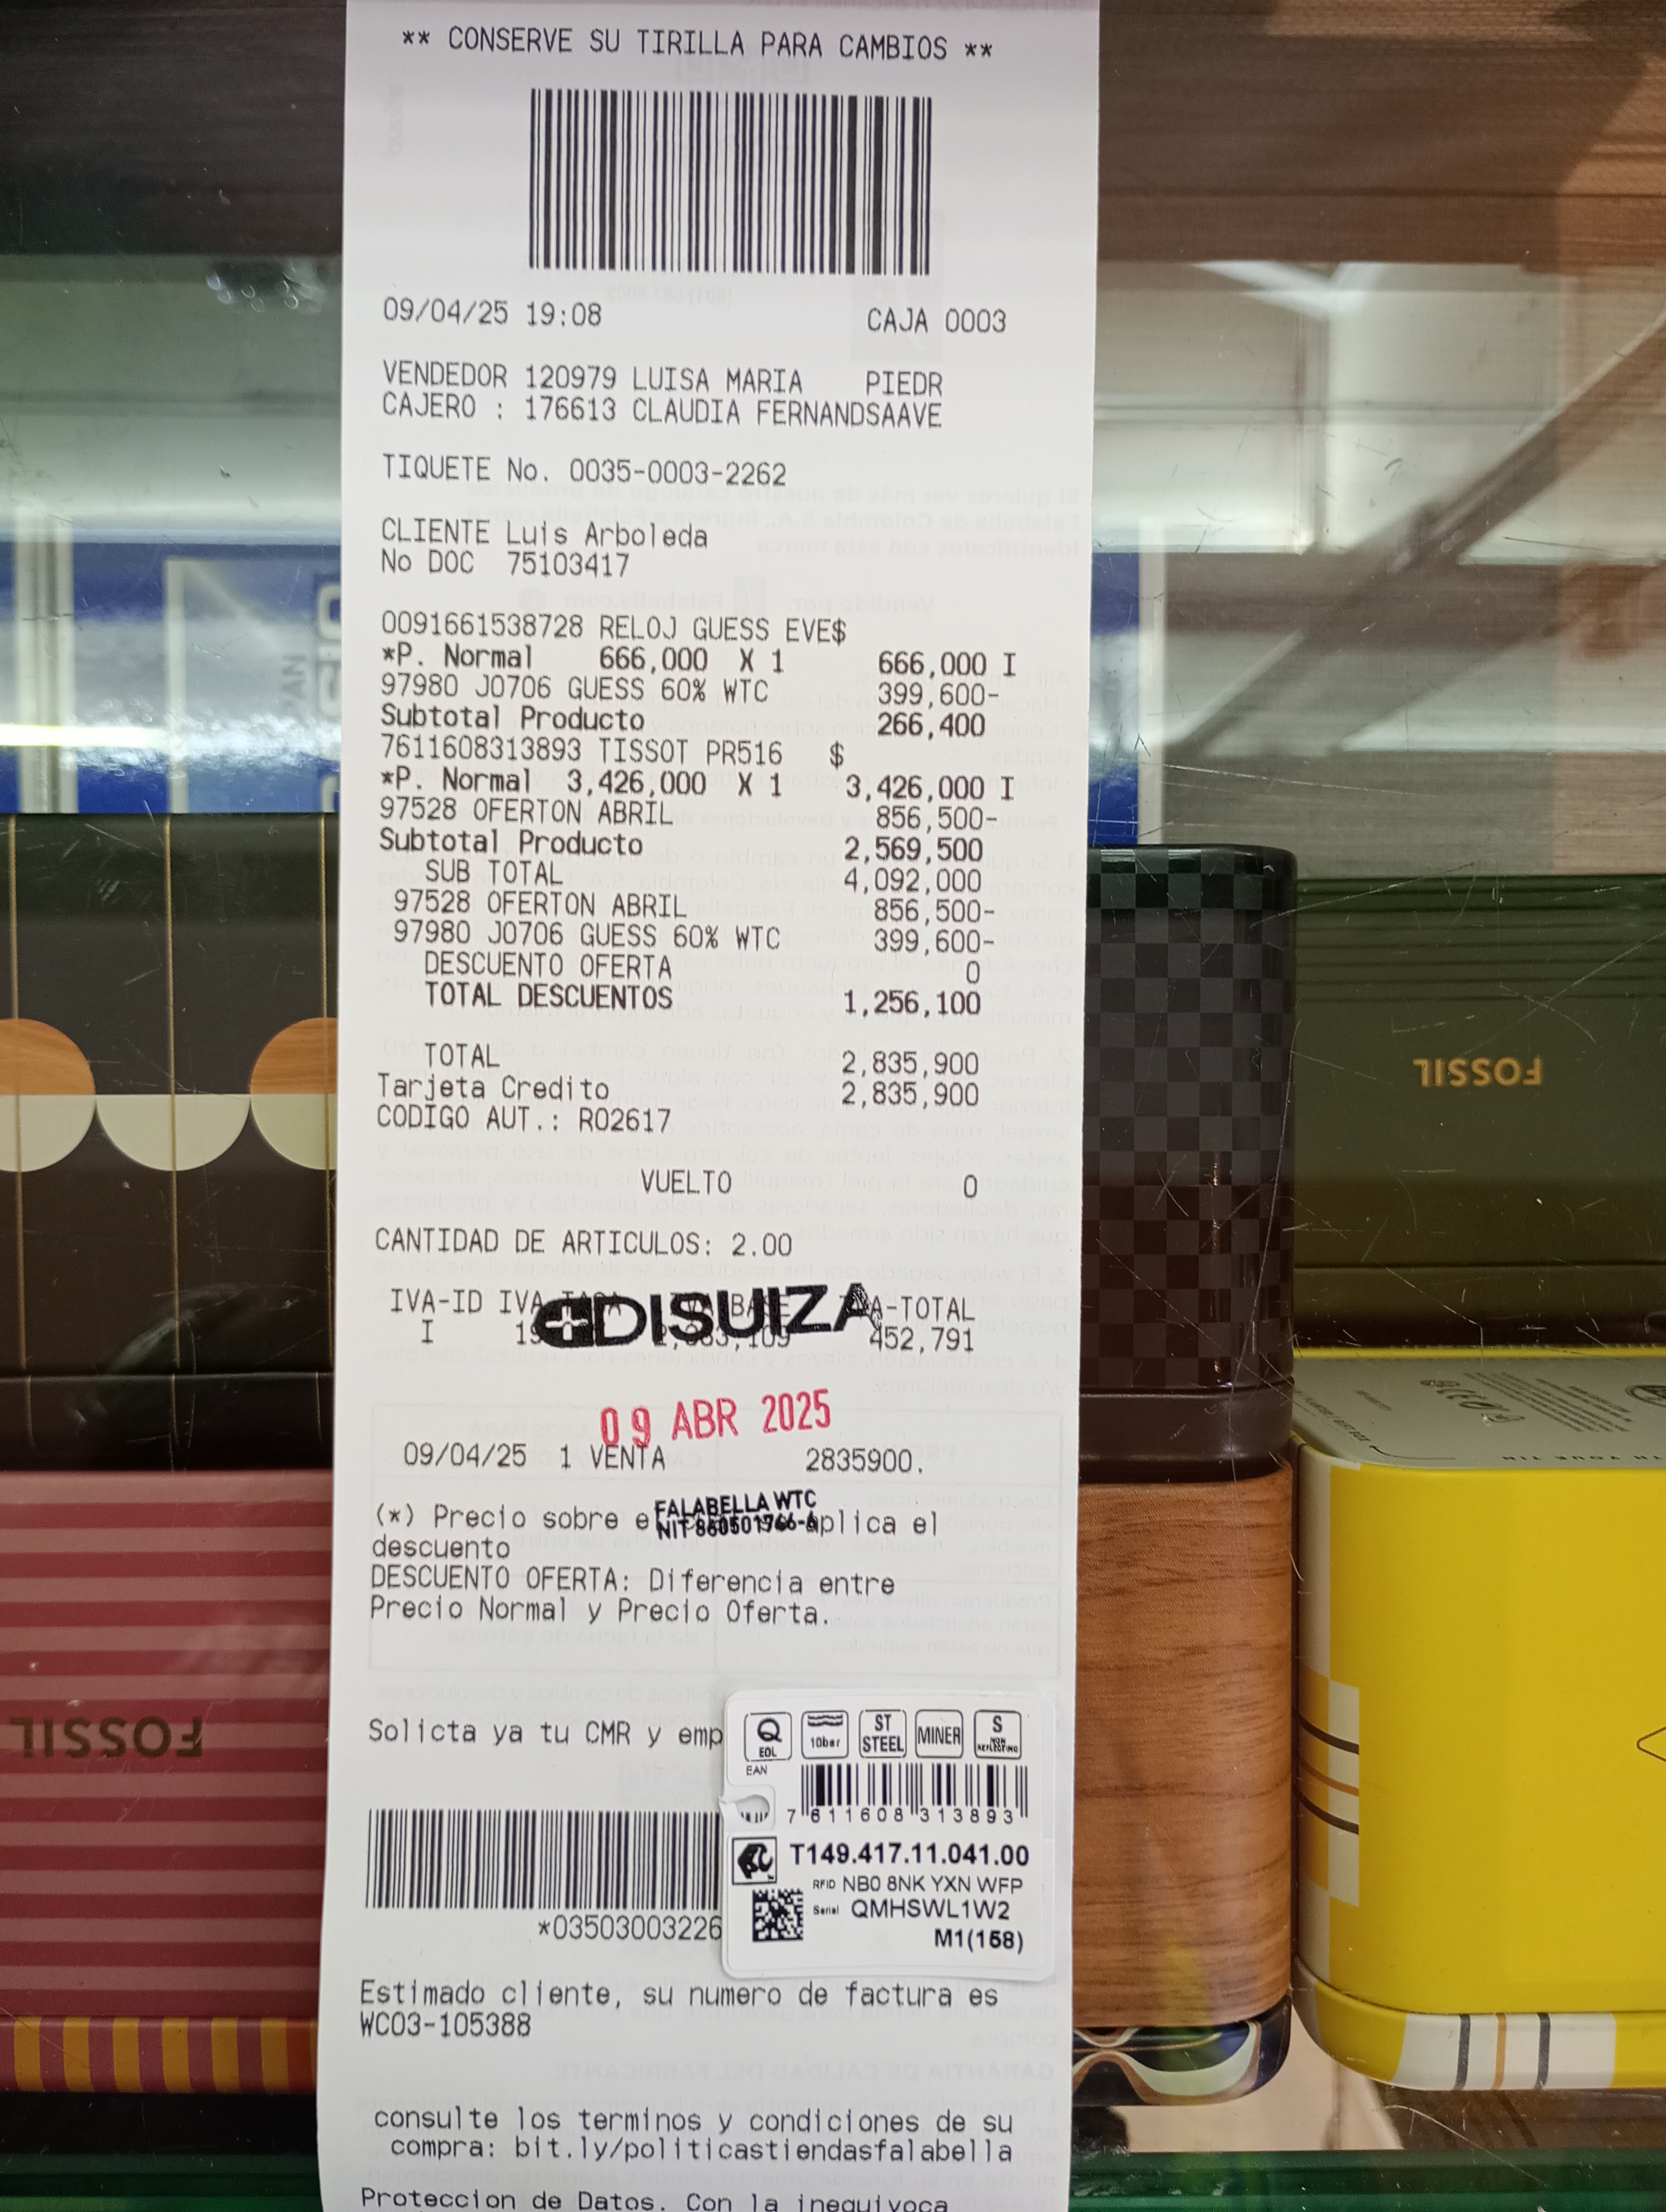 ** CONSERVE SU TIRILLA PARA CAMBIOS **
09/04/25 19:08 CAJA 0003
VENDEDOR 120979 LUISA MARIA PIEDR
CAJERO : 176613 CLAUDIA FERNANDSAAVE
TIQUETE No. 0035-0003-2262
CLIENTE Luis Arboleda
No DOC 75103417
0091661538728 RELOJ GUESS EVE$
*P. Normal 666,000 X 1 666,000 I
97980 J0706 GUESS 60% WTC 399,600-
Subtotal Producto 266,400
7611608313893 TISSOT PR516 $
*P. Normal 3,426,000 X 1 3,426,000 I
97528 OFERTON ABRIL 856,500-
Subtotal Producto 2,569,500
SUB TOTAL 4,092,000
97528 OFERTON ABRIL 856,500-
97980 J0706 GUESS 60% WTC 399,600-
DESCUENTO OFERTA 0
TOTAL DESCUENTOS 1,256,100
TOTAL 2,835,900
Tarjeta Credito 2,835,900
CODIGO AUT.: R02617
VUELTO 0
CANTIDAD DE ARTICULOS: 2.00
IVA-ID IVA
DISUIZA
I 452,791
09 ABR 2025
09/04/25 1 VENTA 2835900.
FALABELLA WTC
NIT 860501766-6
(*) Precio sobre el aplica el
descuento
DESCUENTO OFERTA: Diferencia entre
Precio Normal y Precio Oferta.
Solicta ya tu CMR y emp
Q EOL
10bar
ST STEEL
MINER
S NON REFLECTING
EAN
7 611608 313893
T149.417.11.041.00
RFID NB0 8NK YXN WFP
Serial QMHSWL1W2
M1(158)
*03503003226
Estimado cliente, su numero de factura es
WC03-105388
consulte los terminos y condiciones de su
compra: bit.ly/politicastiendasfalabella
Proteccion de Datos. Con la inequivoca
FOSSIL
FOSSIL